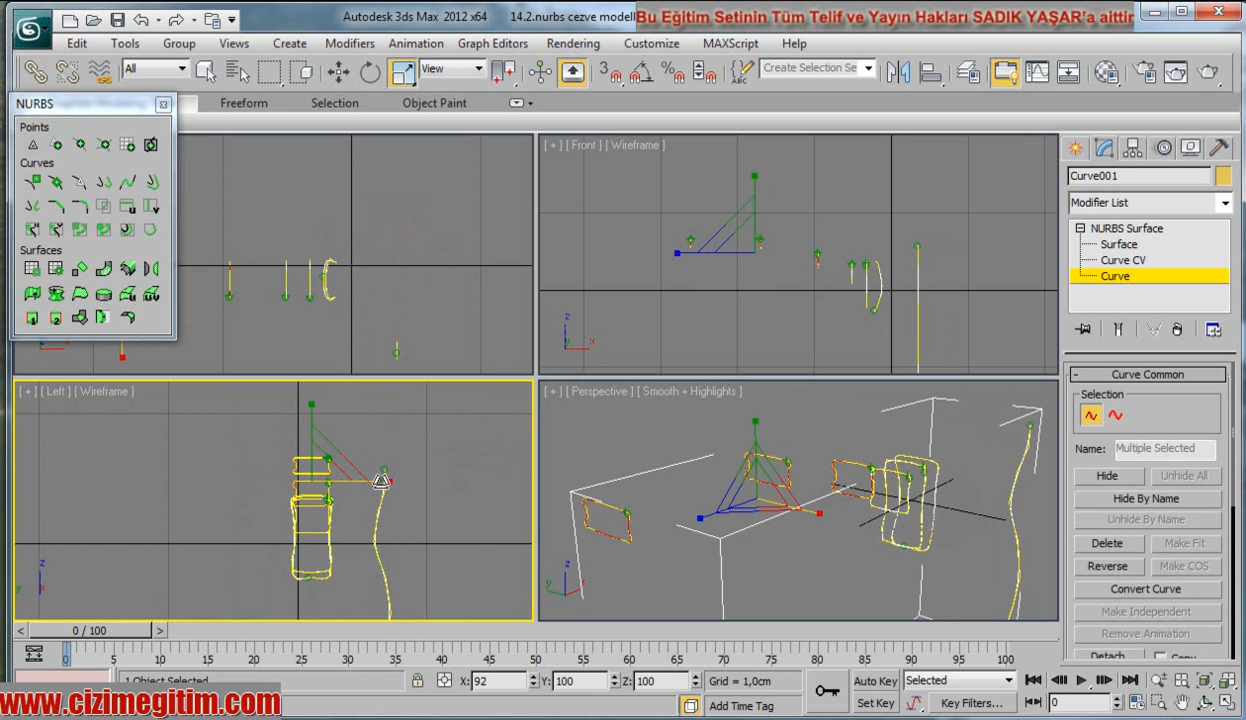 Autodesk 3ds Max 2012 x64
14.2.nurbs cezve modell
Bu Eğitim Setinin Tüm Telif ve Yayın Hakları SADIK YAŞAR'a aittir
Edit Tools Group Views Create Modifiers Animation Graph Editors Rendering Customize MAXScript Help
All
View
3
Create Selection Se
NURBS
Freeform Selection Object Paint
Points
Curves
Surfaces
[ + ] [ Front ] [ Wireframe ]
Curve001
Modifier List
NURBS Surface
Surface
Curve CV
Curve
z
x
z
x
[ + ] [ Left ] [ Wireframe ]
[ + ] [ Perspective ] [ Smooth + Highlights ]
Curve Common
Selection
Name: Multiple Selected
Hide Unhide All
Hide By Name
Unhide By Name
Delete Make Fit
Reverse Make COS
Convert Curve
Make Independent
Remove Animation
Detach Copy
0 / 100
0 5 10 15 20 25 30 35 40 45 50 55 60 65 70 75 80 85 90 95 100
1 Object Selected
X: 92 Y: 100 Z: 100
Grid = 1,0cm
Add Time Tag
Auto Key Selected
Set Key Key Filters...
0
www.cizimegitim.com